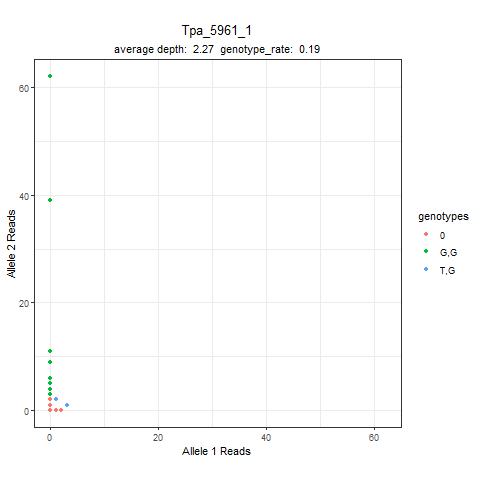 Tpa_5961_1
average depth:  2.27  genotype_rate:  0.19
60
40
20
0
Allele 2 Reads
0
20
40
60
Allele 1 Reads
genotypes
0
G,G
T,G